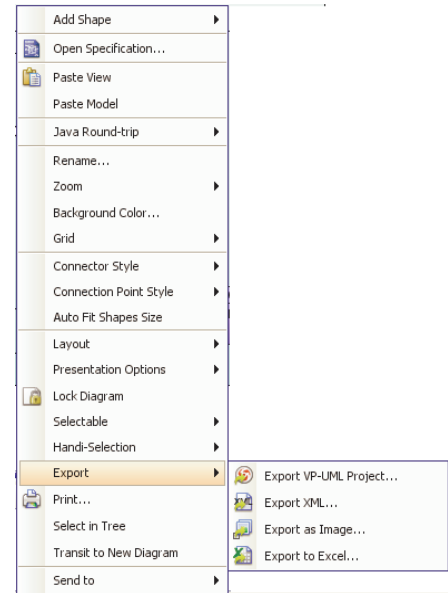 Add Shape
Open Specification...
Paste View
Paste Model
Java Round-trip
Rename...
Zoom
Background Color...
Grid
Connector Style
Connection Point Style
Auto Fit Shapes Size
Layout
Presentation Options
Lock Diagram
Selectable
Handi-Selection
Export
Print...
Select in Tree
Transit to New Diagram
Send to
Export VP-UML Project...
Export XML...
Export as Image...
Export to Excel...